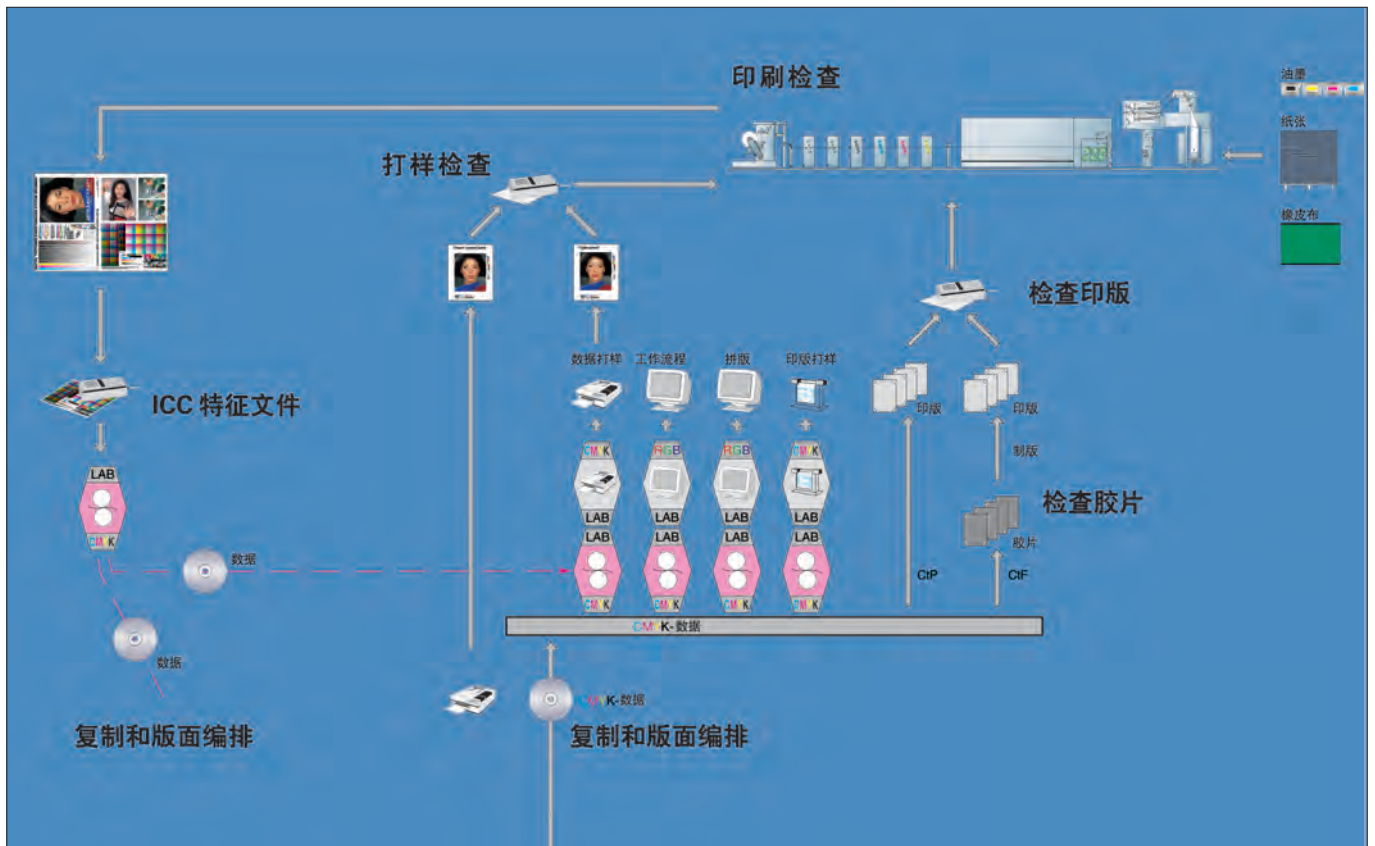 印刷检查
油墨
纸张
打样检查
橡皮布
检查印版
数据打样 工作流程 拼版 印版打样
ICC 特征文件
印版 印版
制版
CMYK RGB RGB CMYK
LAB
检查胶片
LAB LAB LAB LAB
LAB LAB LAB LAB
胶片
CMYK
数据
CtP CtF
CMYK CMYK CMYK CMYK
CMYK-数据
数据
CMYK-数据
复制和版面编排 复制和版面编排